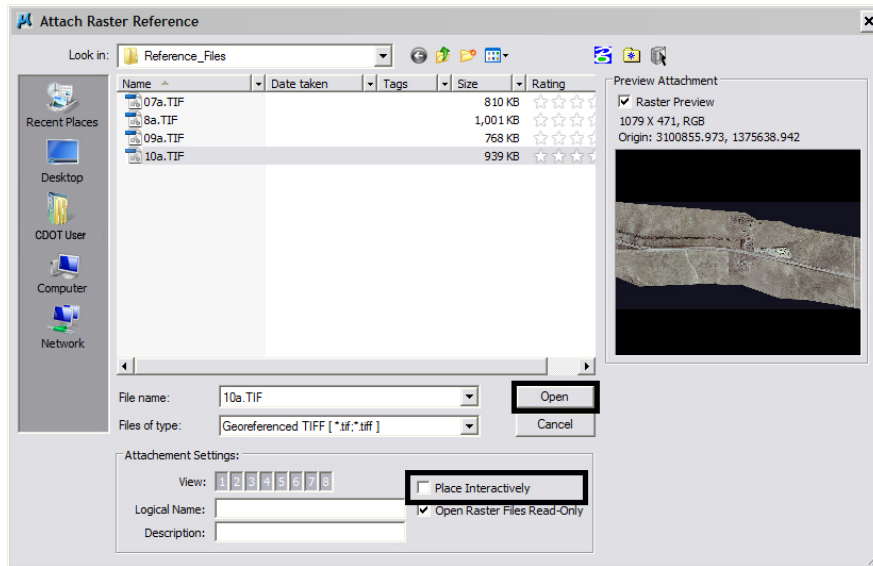 Attach Raster Reference
Look in: Reference_Files
Name Date taken Tags Size Rating
07a.TIF 810 KB
8a.TIF 1,001 KB
09a.TIF 768 KB
10a.TIF 939 KB
Recent Places
Desktop
CDOT User
Computer
Network
Preview Attachment
Raster Preview
1079 X 471, RGB
Origin: 3100855.973, 1375638.942
File name: 10a.TIF Open
Files of type: Georeferenced TIFF [ *.tif;*.tiff ] Cancel
Attachement Settings:
View: 1 2 3 4 5 6 7 8
Place Interactively
Logical Name:
Open Raster Files Read-Only
Description: